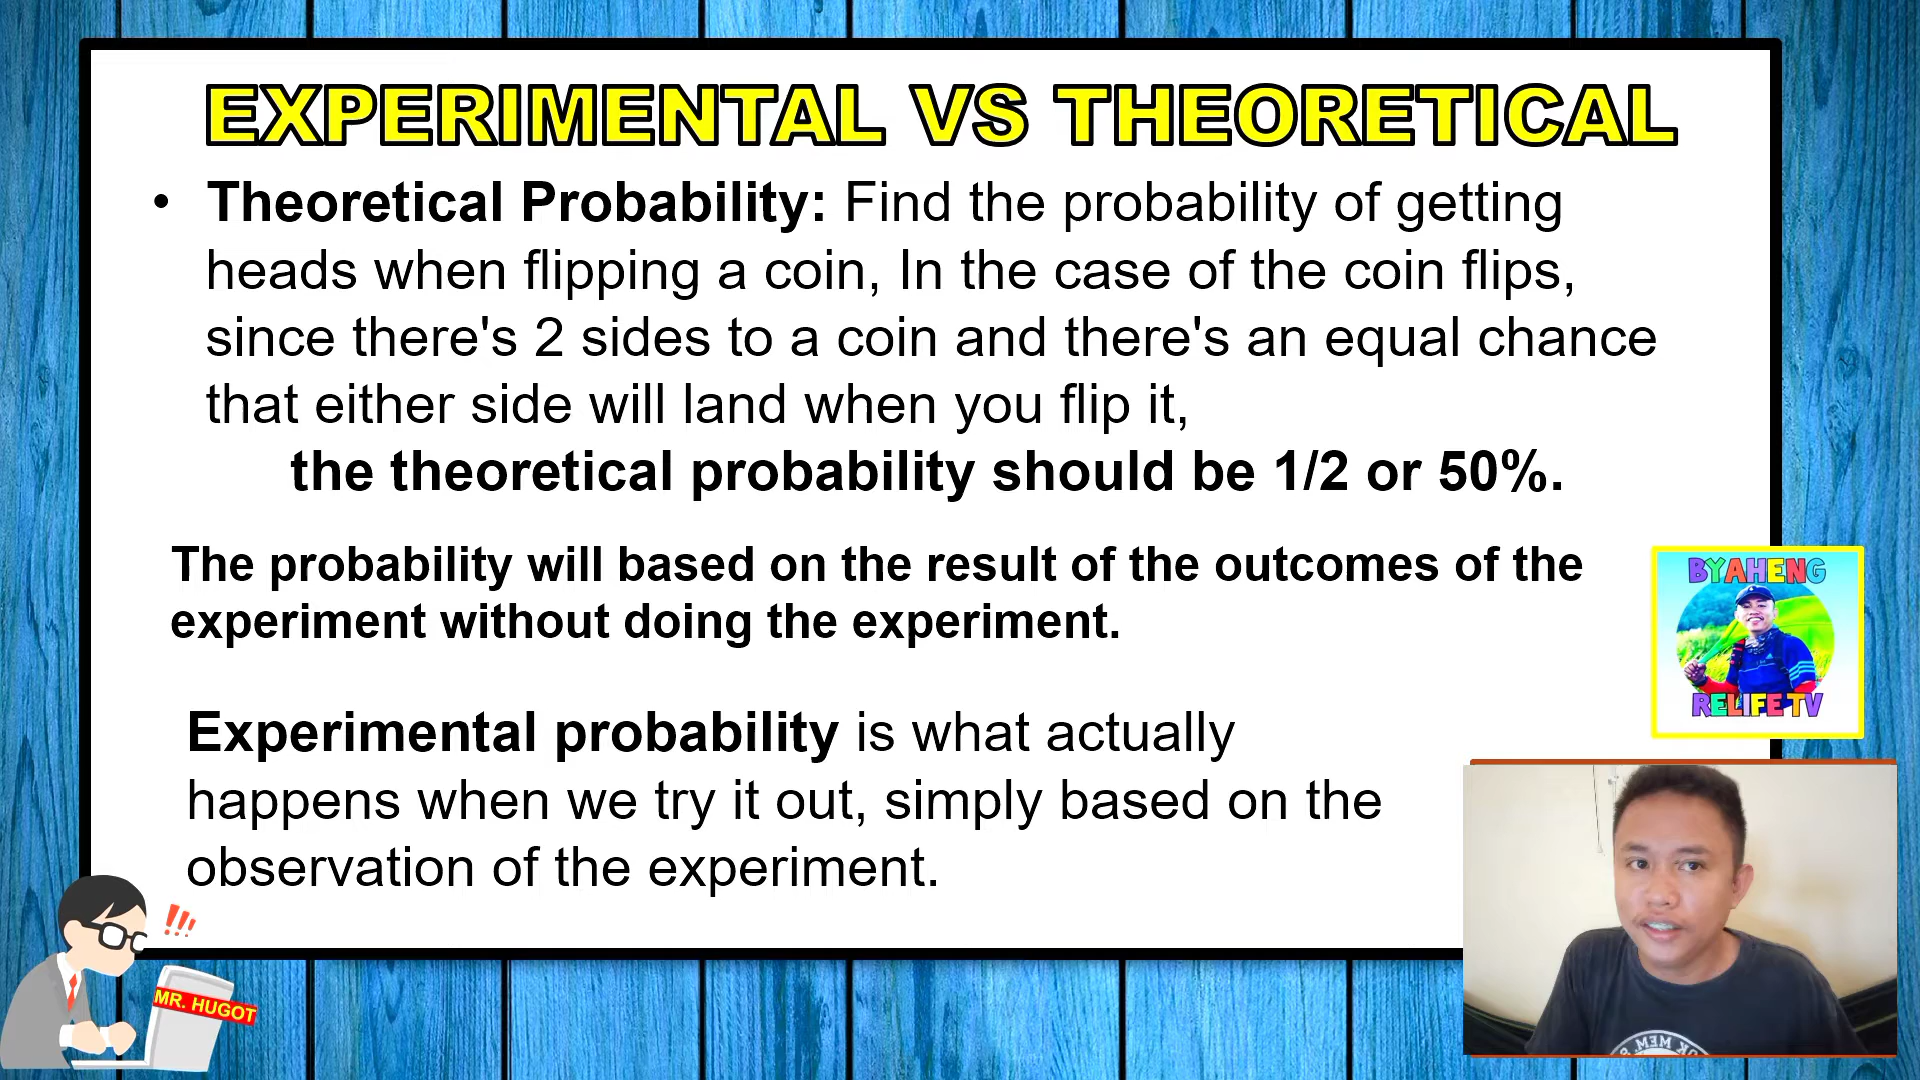 EXPERIMENTAL VS THEORETICAL
• Theoretical Probability: Find the probability of getting
heads when flipping a coin, In the case of the coin flips,
since there's 2 sides to a coin and there's an equal chance
that either side will land when you flip it,
the theoretical probability should be 1/2 or 50%.
The probability will based on the result of the outcomes of the
experiment without doing the experiment.
BYAHENG
RELIFE TV
Experimental probability is what actually
happens when we try it out, simply based on the
observation of the experiment.
!!!
MR. HUGOT